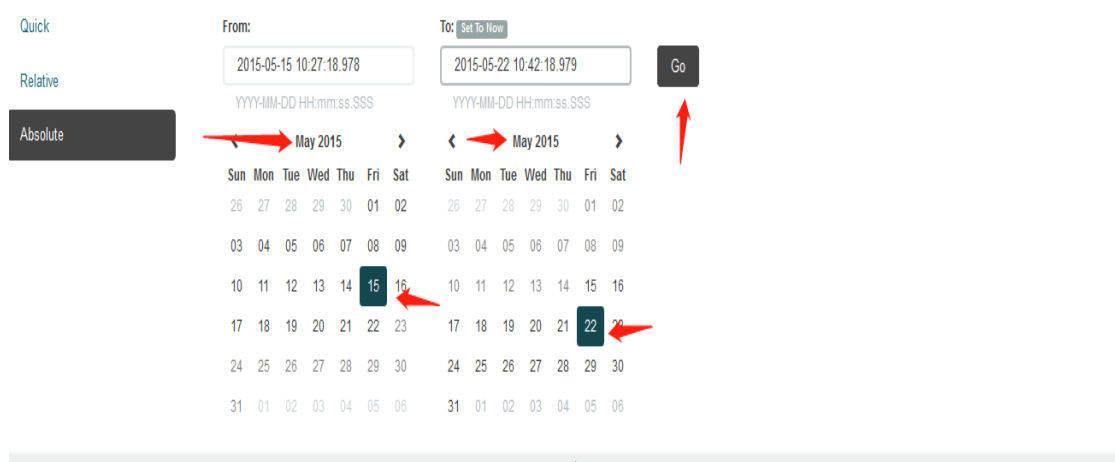 Quick
Relative
Absolute
From:
2015-05-15 10:27:18.978
YYYY-MM-DD HH:mm:ss.SSS
May 2015
Sun Mon Tue Wed Thu Fri Sat
26 27 28 29 30 01 02
03 04 05 06 07 08 09
10 11 12 13 14 15 16
17 18 19 20 21 22 23
24 25 26 27 28 29 30
31 01 02 03 04 05 06
To: Set To Now
2015-05-22 10:42:18.979
YYYY-MM-DD HH:mm:ss.SSS
May 2015
Sun Mon Tue Wed Thu Fri Sat
26 27 28 29 30 01 02
03 04 05 06 07 08 09
10 11 12 13 14 15 16
17 18 19 20 21 22 23
24 25 26 27 28 29 30
31 01 02 03 04 05 06
Go